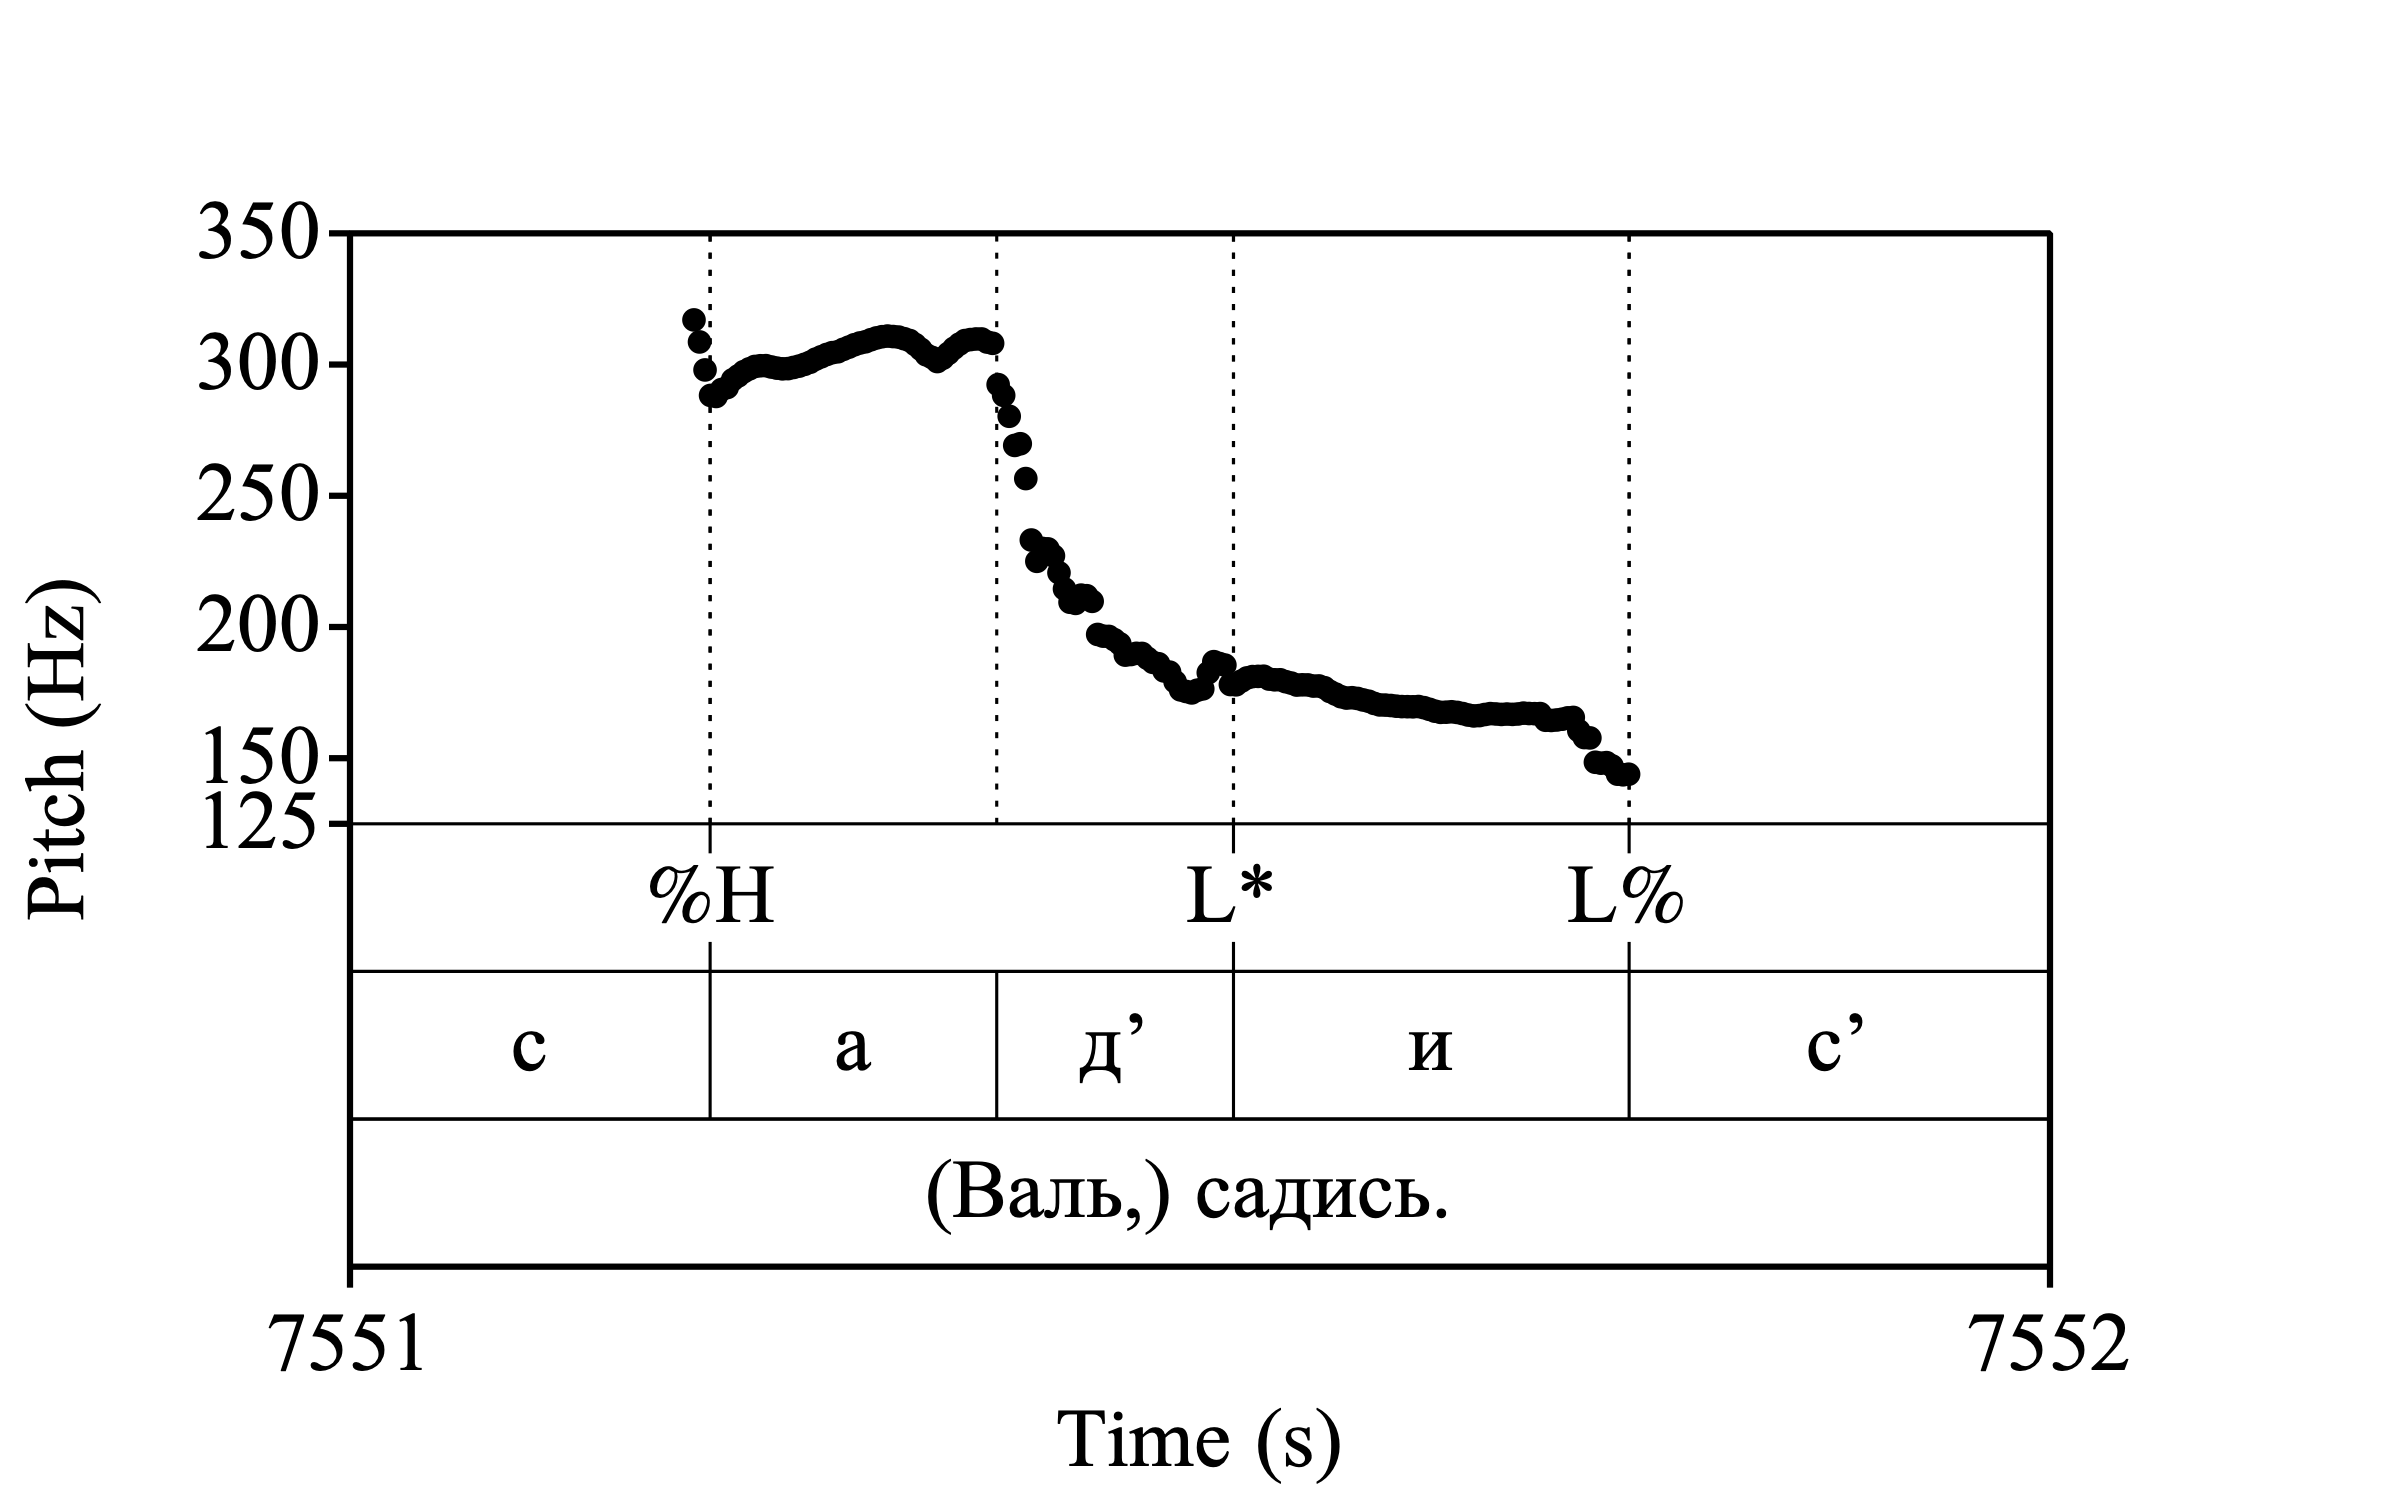 350
300
250
200
150
125
Pitch (Hz)
%H L* L%
с а д’ и с’
(Валь,) садись.
7551 7552
Time (s)